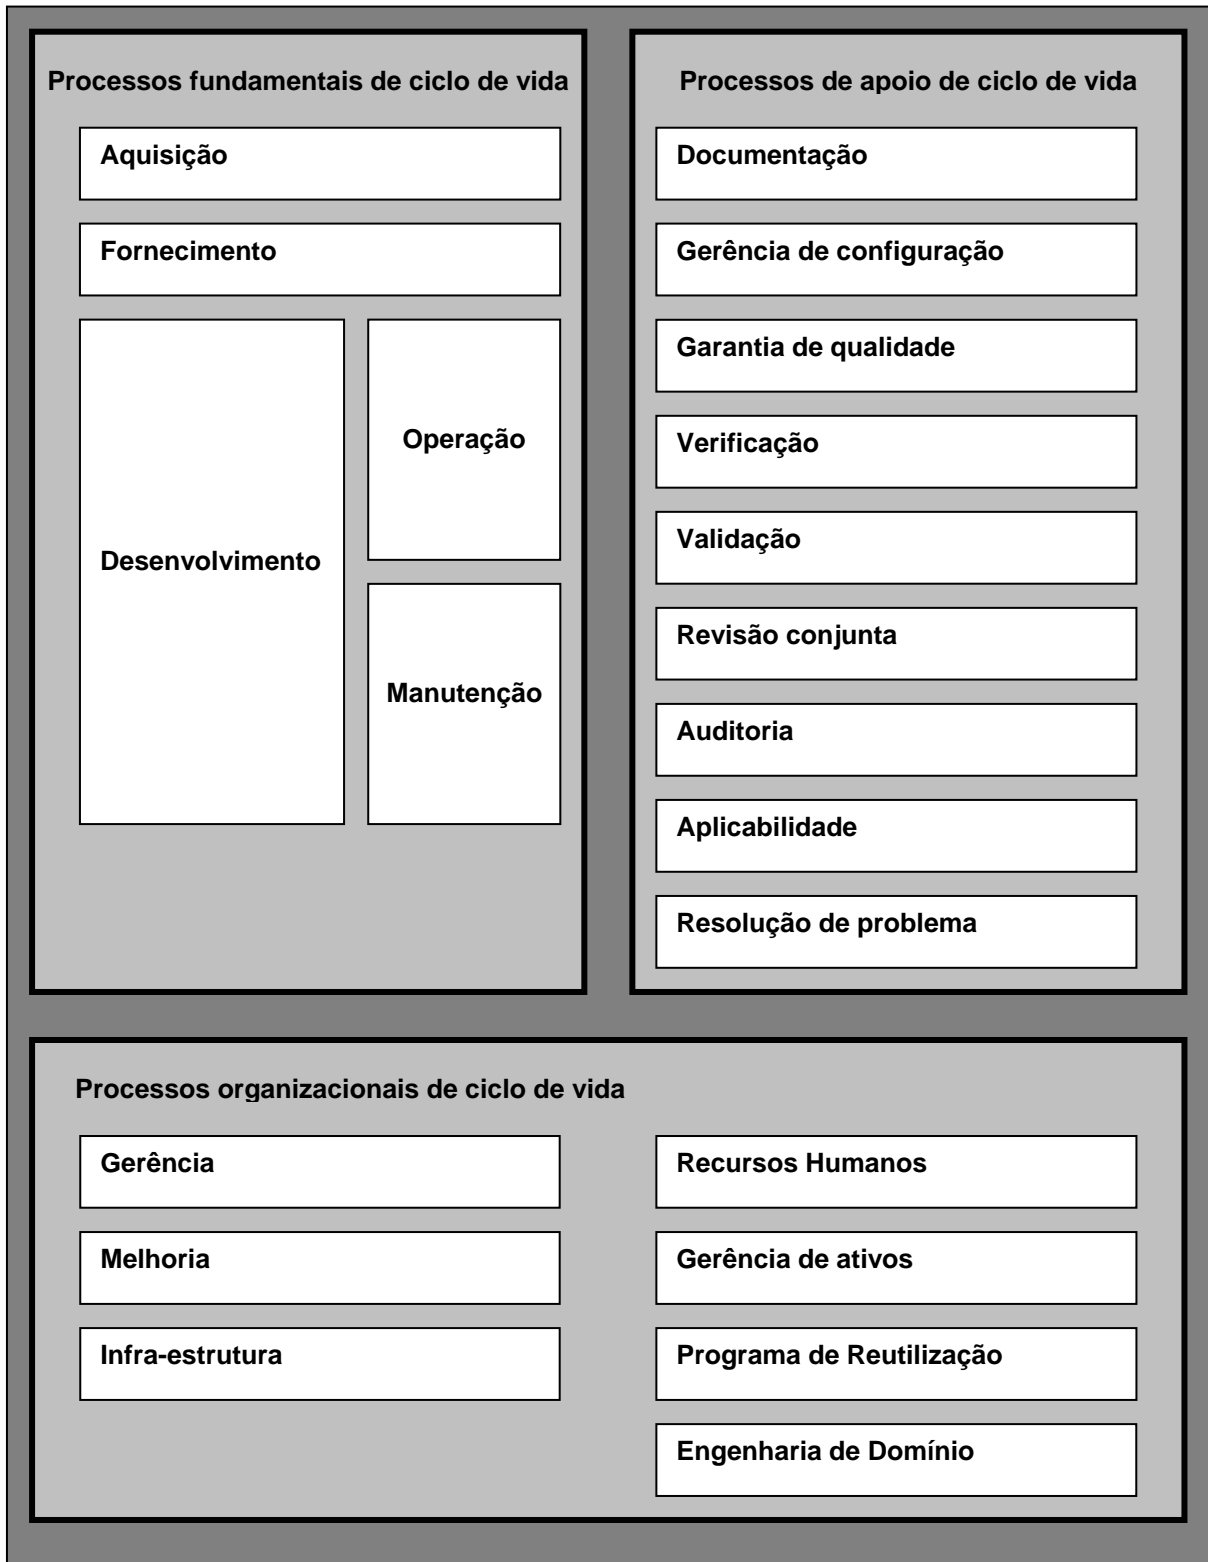 Processos fundamentais de ciclo de vida
Aquisição
Fornecimento
Desenvolvimento
Operação
Manutenção
Processos de apoio de ciclo de vida
Documentação
Gerência de configuração
Garantia de qualidade
Verificação
Validação
Revisão conjunta
Auditoria
Aplicabilidade
Resolução de problema
Processos organizacionais de ciclo de vida
Gerência
Melhoria
Infra-estrutura
Recursos Humanos
Gerência de ativos
Programa de Reutilização
Engenharia de Domínio